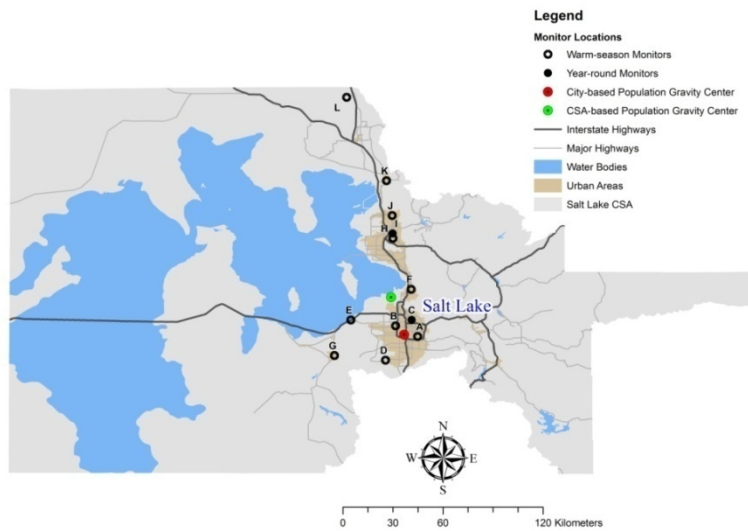 Legend
Monitor Locations
Warm-season Monitors
Year-round Monitors
City-based Population Gravity Center
CSA-based Population Gravity Center
Interstate Highways
Major Highways
Water Bodies
Urban Areas
Salt Lake CSA
L
K
J
I
H
F
Salt Lake
E
B
C
A
G
D
N
W
E
S
0 30 60 120 Kilometers